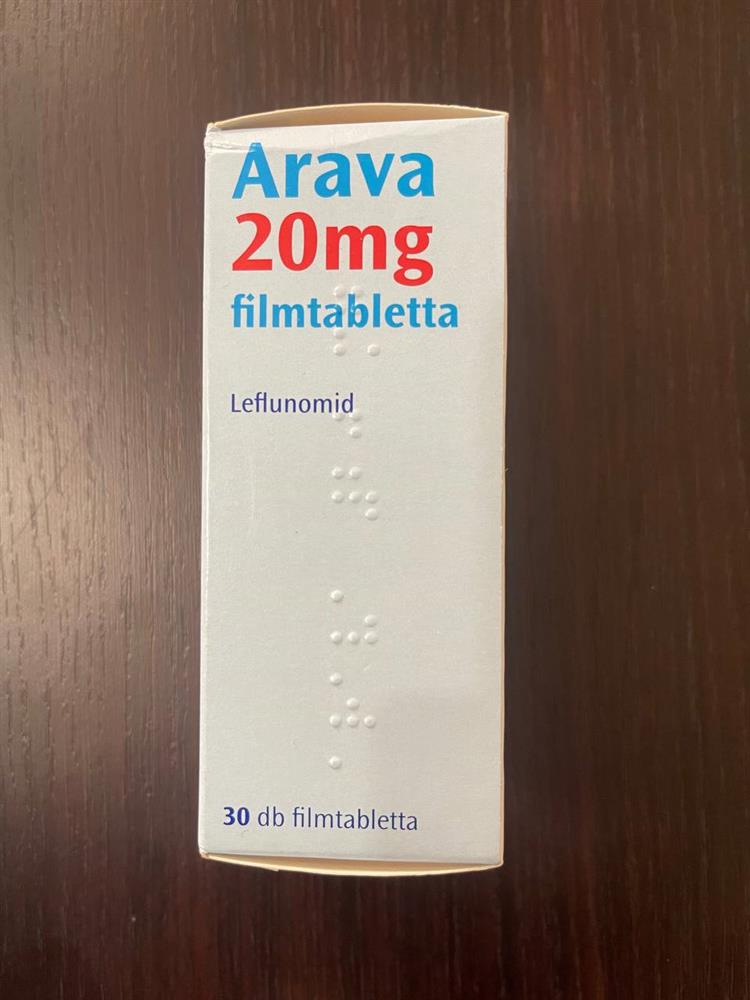 Arava
20mg
filmtabletta
Leflunomid
30 db filmtabletta